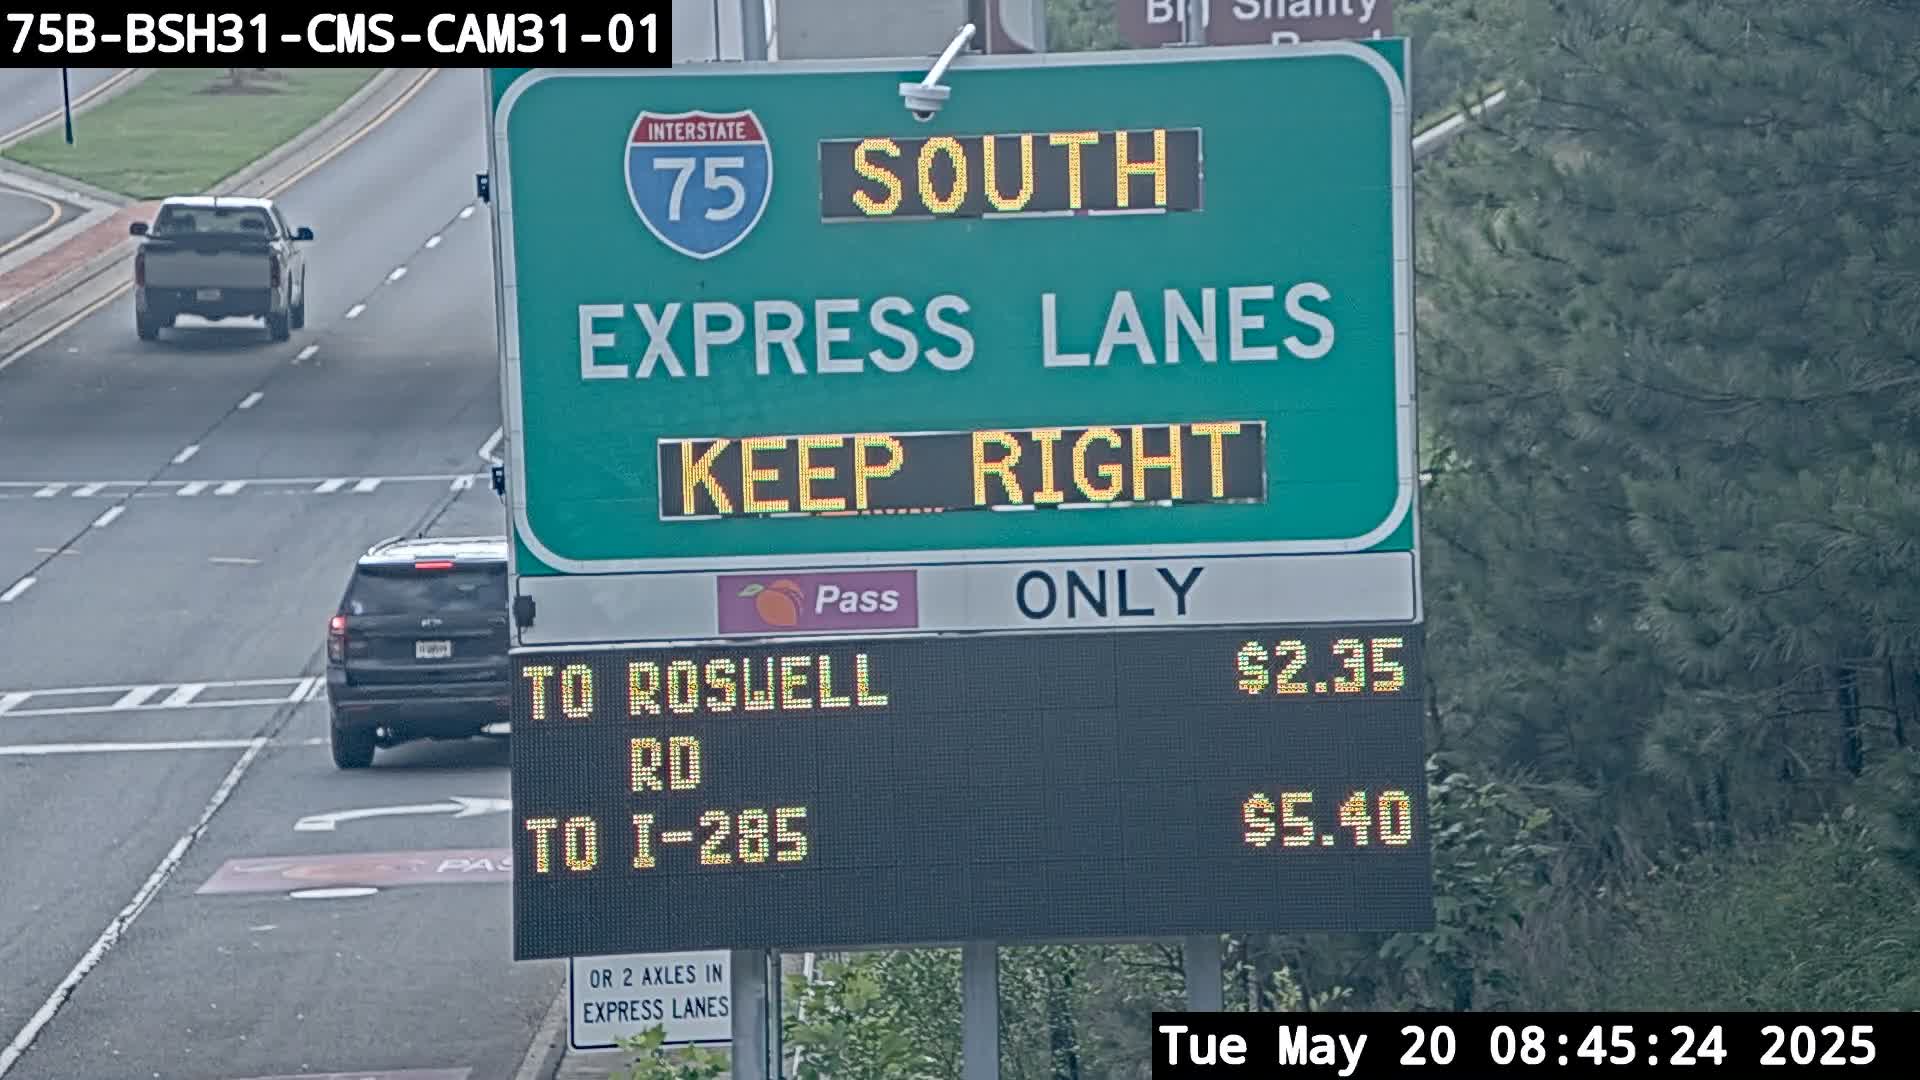 75B-BSH31-CMS-CAM31-01
Shanty
INTERSTATE
75
SOUTH
EXPRESS LANES
KEEP RIGHT
Pass ONLY
TO ROSWELL $2.35
RD
TO I-285 $5.40
OR 2 AXLES IN
EXPRESS LANES
Tue May 20 08:45:24 2025